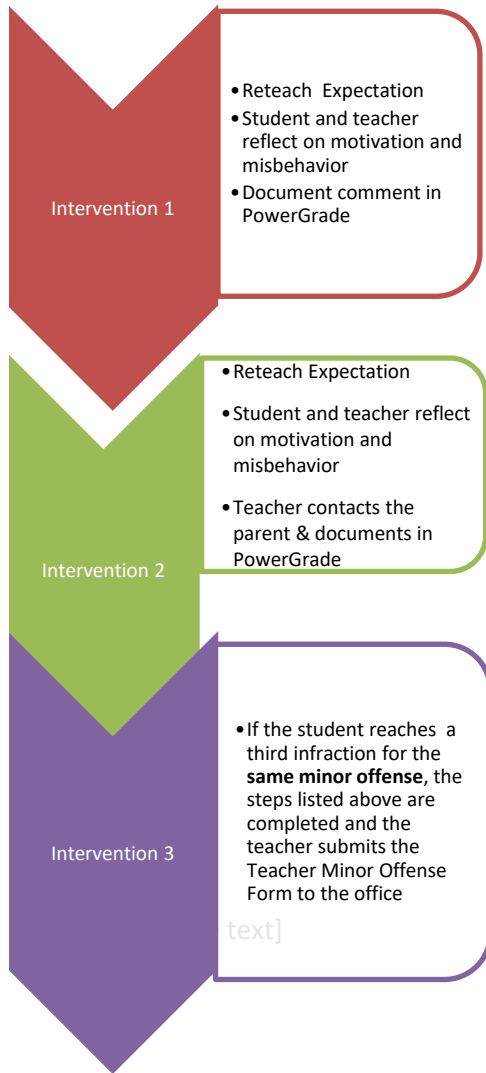 Intervention 1
•Reteach Expectation
•Student and teacher
reflect on motivation and
misbehavior
•Document comment in
PowerGrade
Intervention 2
•Reteach Expectation
•Student and teacher reflect
on motivation and
misbehavior
•Teacher contacts the
parent & documents in
PowerGrade
Intervention 3
•If the student reaches a
third infraction for the
same minor offense, the
steps listed above are
completed and the
teacher submits the
Teacher Minor Offense
Form to the office
text]